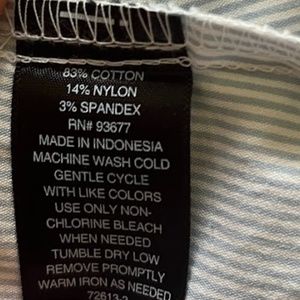 83% COTTON
14% NYLON
3% SPANDEX
RN# 93677
MADE IN INDONESIA
MACHINE WASH COLD
GENTLE CYCLE
WITH LIKE COLORS
USE ONLY NON-
CHLORINE BLEACH
WHEN NEEDED
TUMBLE DRY LOW
REMOVE PROMPTLY
WARM IRON AS NEEDED